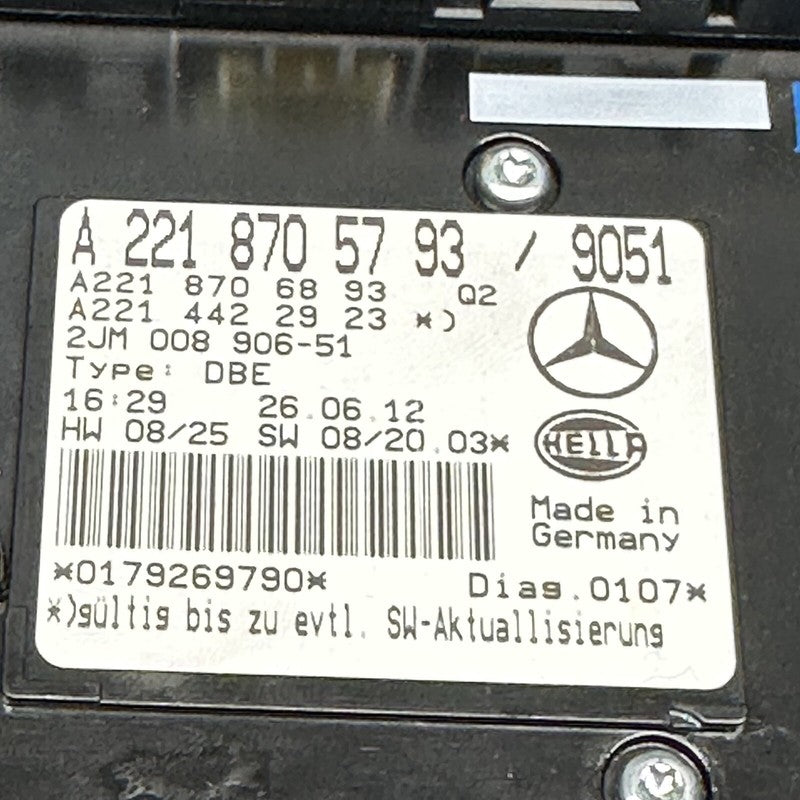 A 221 870 57 93 / 9051
A221 870 68 93 Q2
A221 442 29 23 *)
2JM 008 906-51
Type: DBE
16:29 26.06.12
HW 08/25 SW 08/20.03*
HELLA
Made in
Germany
*0179269790* Diag.0107*
*)gültig bis zu evtl. SW-Aktuallisierung